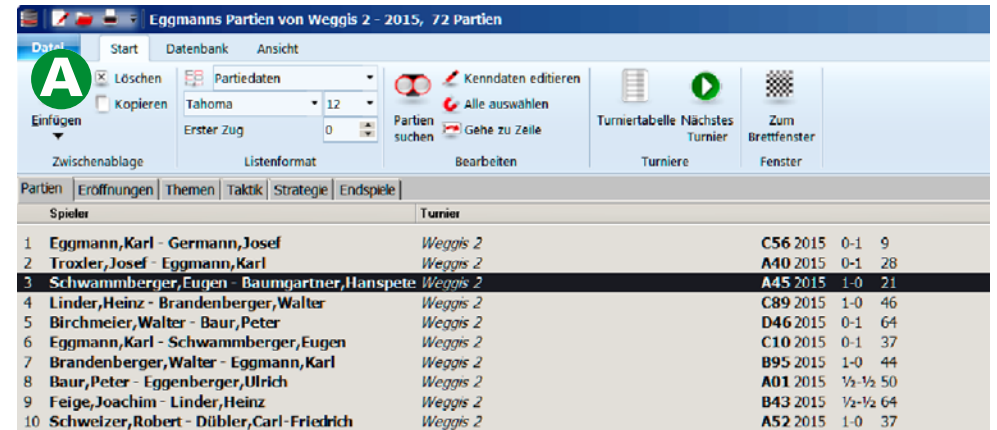 Eggmanns Partien von Weggis 2 - 2015, 72 Partien
Datei Start Datenbank Ansicht
A
Einfügen
Löschen
Kopieren
Zwischenablage
Partiedaten
Tahoma 12
Erster Zug 0
Listenformat
Partien suchen
Kenndaten editieren
Alle auswählen
Gehe zu Zeile
Bearbeiten
Turniertabelle Nächstes Turnier
Turniere
Zum Brettfenster
Fenster
Partien Eröffnungen Themen Taktik Strategie Endspiele
Spieler Turnier
1 Eggmann,Karl - Germann,Josef Weggis 2 C56 2015 0-1 9
2 Troxler,Josef - Eggmann,Karl Weggis 2 A40 2015 0-1 28
3 Schwammberger,Eugen - Baumgartner,Hanspete Weggis 2 A45 2015 1-0 21
4 Linder,Heinz - Brandenberger,Walter Weggis 2 C89 2015 1-0 46
5 Birchmeier,Walter - Baur,Peter Weggis 2 D46 2015 0-1 64
6 Eggmann,Karl - Schwammberger,Eugen Weggis 2 C10 2015 0-1 37
7 Brandenberger,Walter - Eggmann,Karl Weggis 2 B95 2015 1-0 44
8 Baur,Peter - Eggenberger,Ulrich Weggis 2 A01 2015 ½-½ 50
9 Feige,Joachim - Linder,Heinz Weggis 2 B43 2015 ½-½ 64
10 Schweizer,Robert - Dübler,Carl-Friedrich Weggis 2 A52 2015 1-0 37